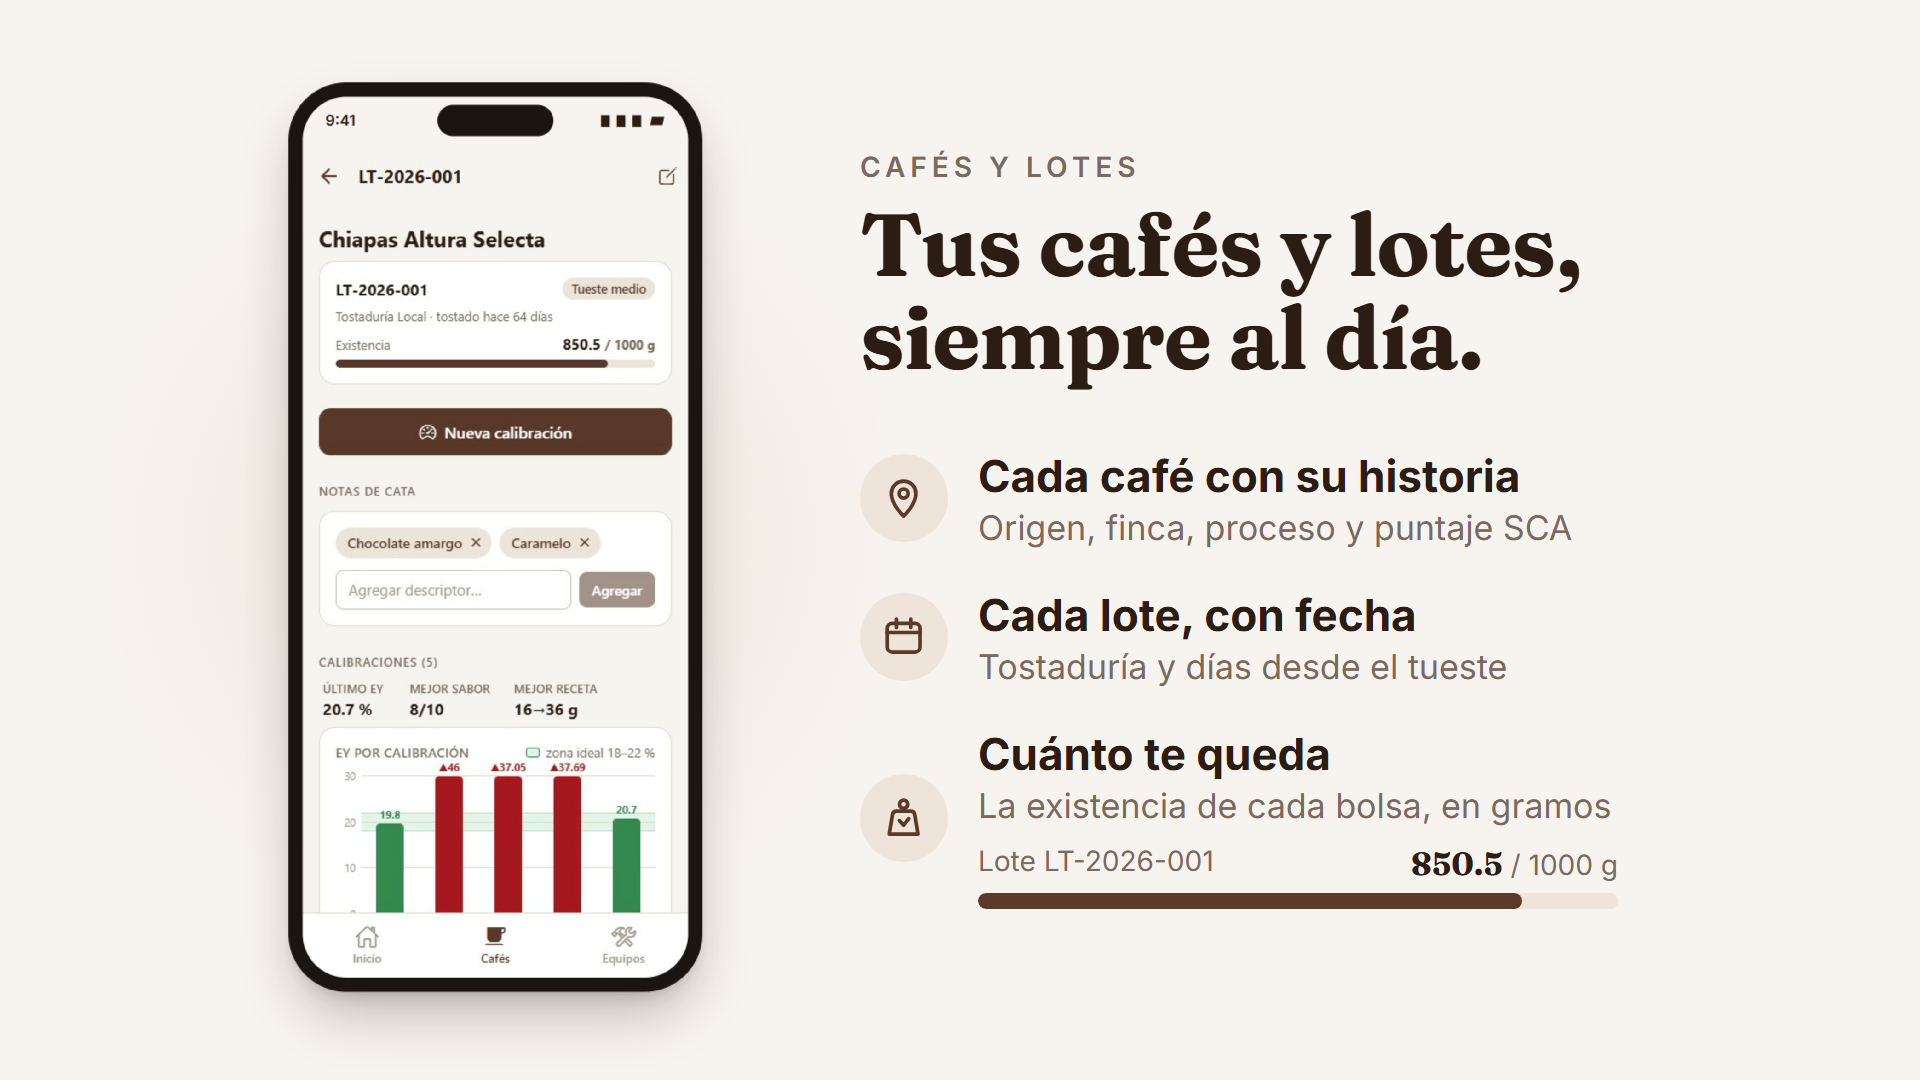 9:41
LT-2026-001
Chiapas Altura Selecta
LT-2026-001
Tueste medio
Tostaduría Local · tostado hace 64 días
Existencia
850.5 / 1000 g
Nueva calibración
NOTAS DE CATA
Chocolate amargo ×
Caramelo ×
Agregar descriptor...
Agregar
CALIBRACIONES (5)
ÚLTIMO EY
20.7 %
MEJOR SABOR
8/10
MEJOR RECETA
16→36 g
EY POR CALIBRACIÓN
zona ideal 18–22 %
▲46
▲37.05
▲37.69
30
19.8
20.7
20
10
Inicio
Cafés
Equipos
CAFÉS Y LOTES
Tus cafés y lotes,
siempre al día.
Cada café con su historia
Origen, finca, proceso y puntaje SCA
Cada lote, con fecha
Tostaduría y días desde el tueste
Cuánto te queda
La existencia de cada bolsa, en gramos
Lote LT-2026-001
850.5 / 1000 g